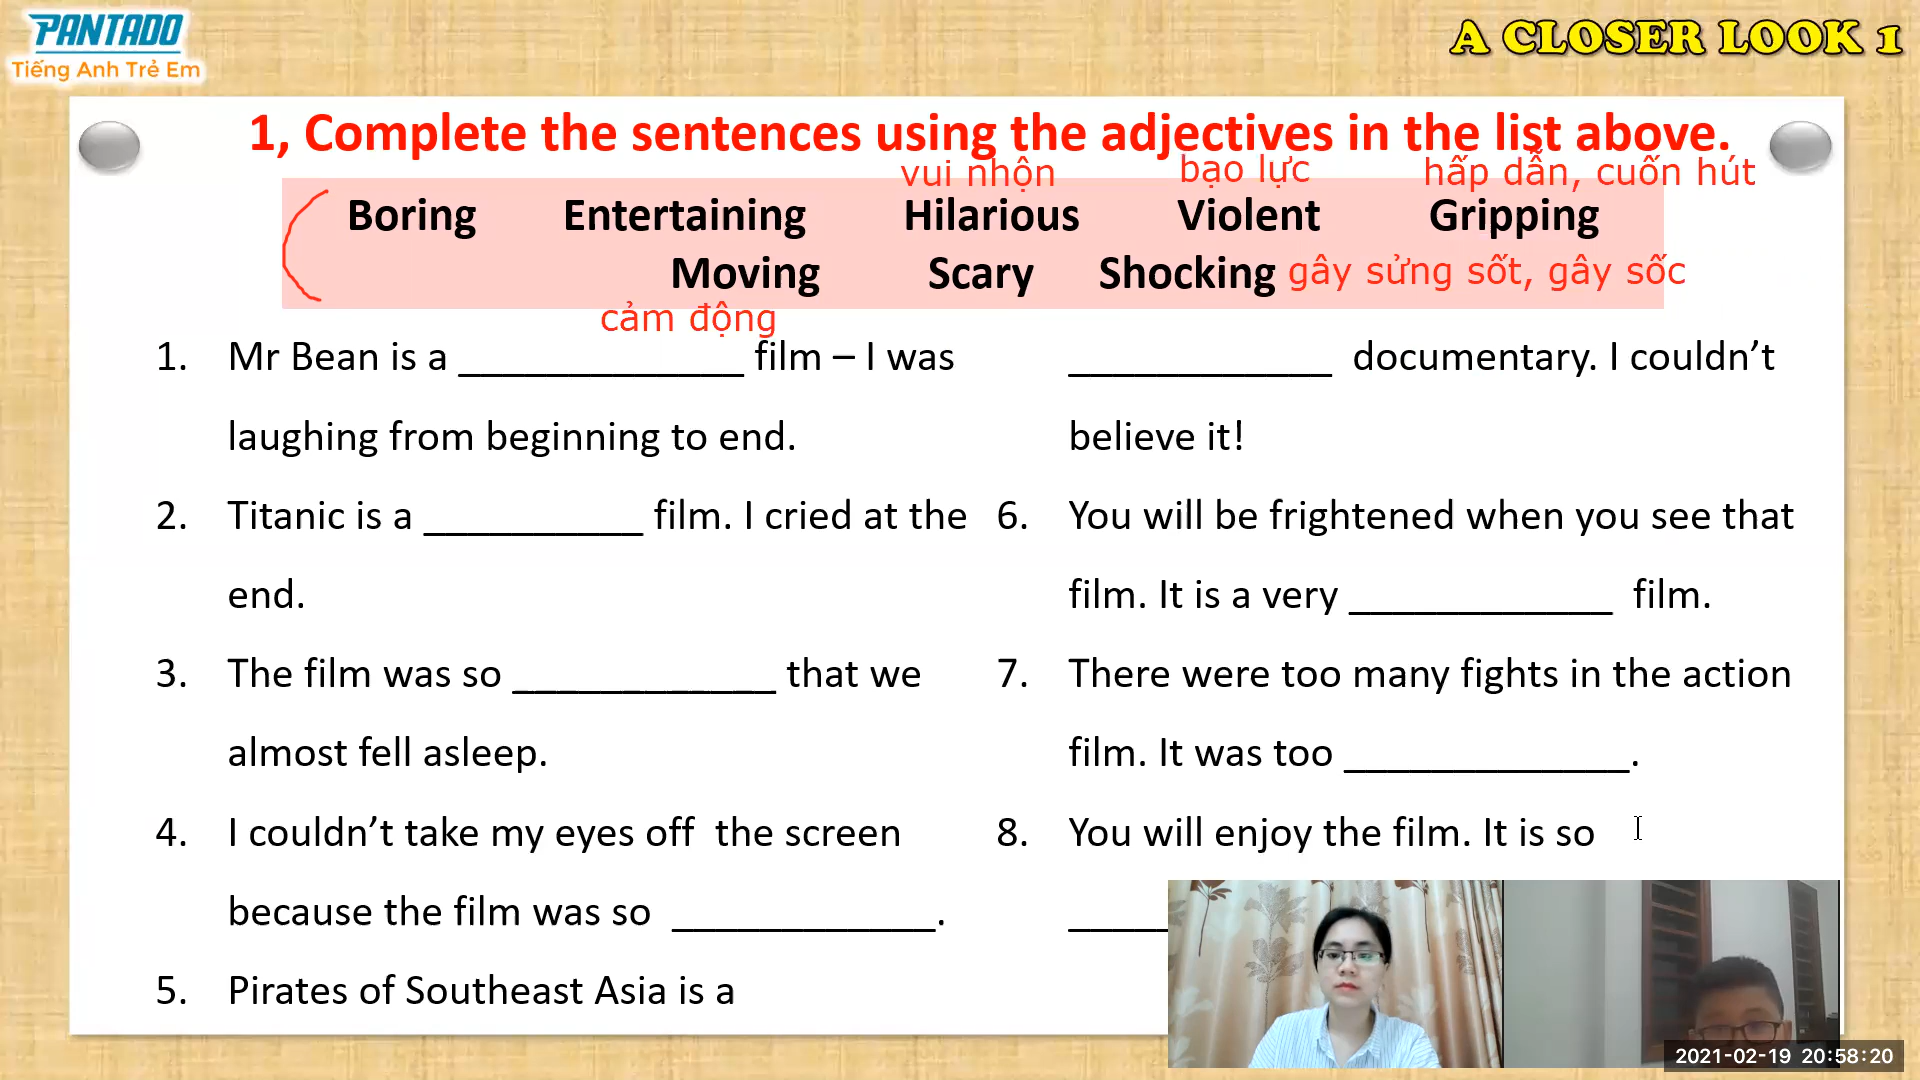 PANTADO
Tiếng Anh Trẻ Em
A CLOSER LOOK 1
1, Complete the sentences using the adjectives in the list above.
vui nhộn bạo lực hấp dẫn, cuốn hút
Boring Entertaining Hilarious Violent Gripping
Moving Scary Shocking gây sửng sốt, gây sốc
cảm động
1. Mr Bean is a _____________ film – I was
laughing from beginning to end.
2. Titanic is a __________ film. I cried at the
end.
3. The film was so ____________ that we
almost fell asleep.
4. I couldn’t take my eyes off the screen
because the film was so ____________.
5. Pirates of Southeast Asia is a
____________ documentary. I couldn’t
believe it!
6. You will be frightened when you see that
film. It is a very ____________ film.
7. There were too many fights in the action
film. It was too _____________.
8. You will enjoy the film. It is so
_____
2021-02-19 20:58:20